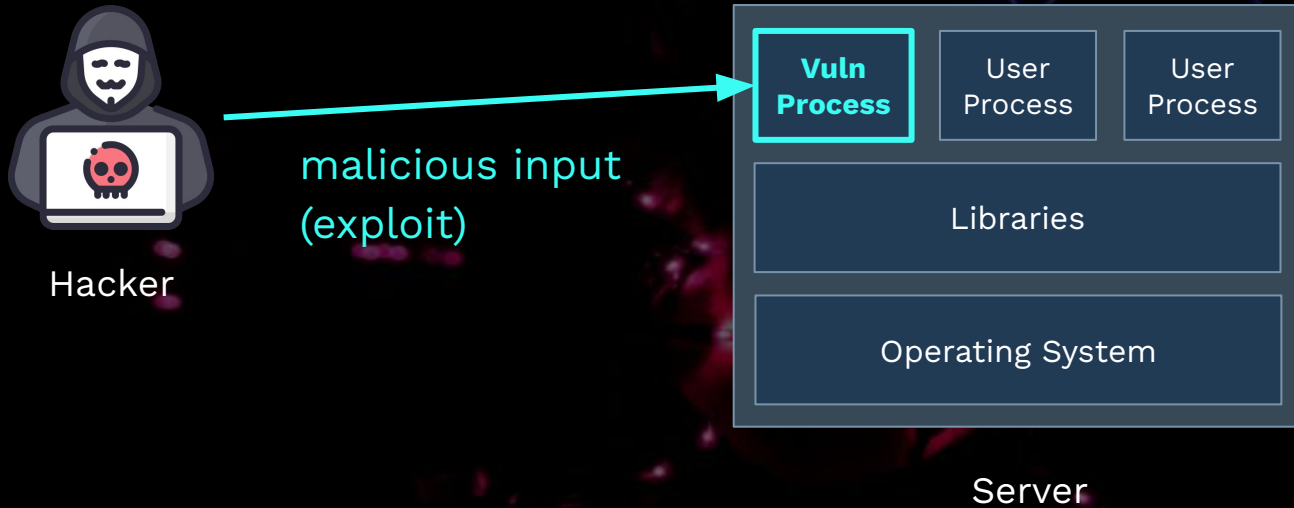 Vuln
Process
User
Process
User
Process
malicious input
(exploit)
Libraries
Hacker
Operating System
Server